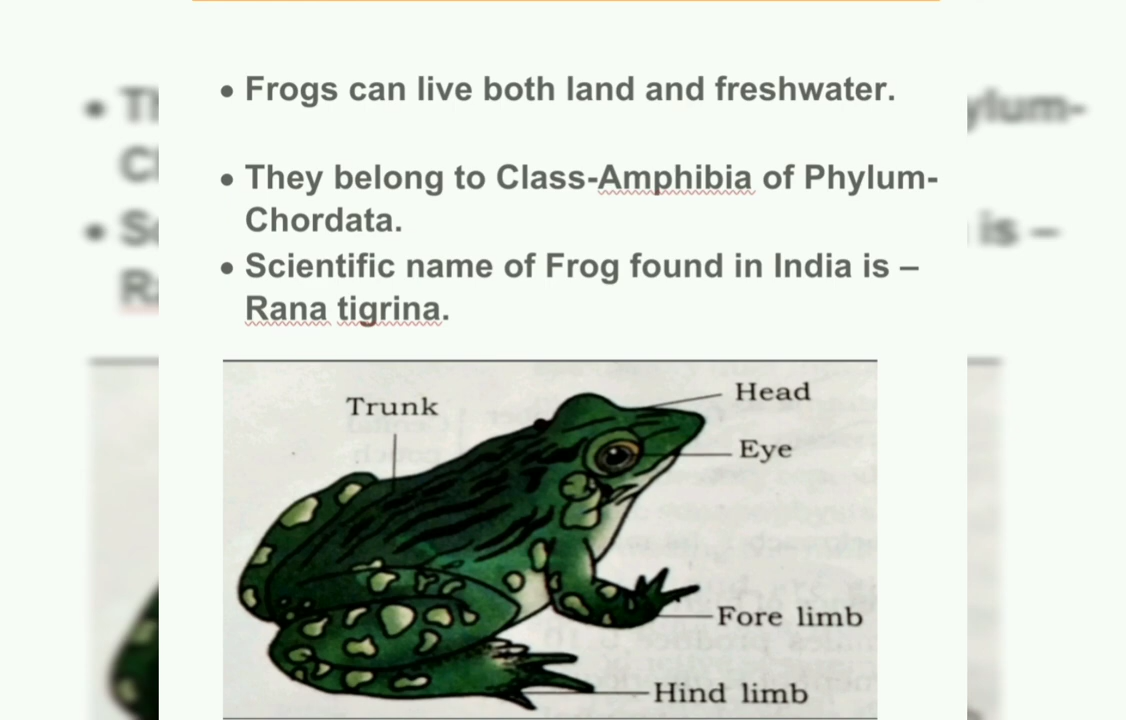 • Frogs can live both land and freshwater.
• They belong to Class-Amphibia of Phylum-
Chordata.
• Scientific name of Frog found in India is –
Rana tigrina.
Head
Trunk
Eye
Fore limb
Hind limb